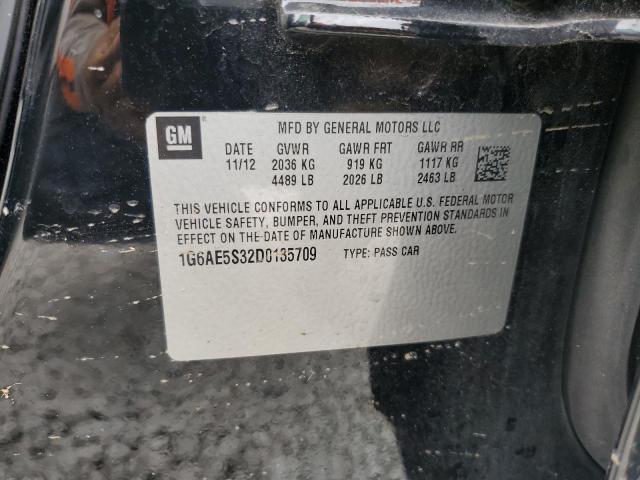 GM
MFD BY GENERAL MOTORS LLC
DATE GVWR GAWR FRT GAWR RR
11/12 2036 KG 919 KG 1117 KG
4489 LB 2026 LB 2463 LB
THIS VEHICLE CONFORMS TO ALL APPLICABLE U.S. FEDERAL MOTOR
VEHICLE SAFETY, BUMPER, AND THEFT PREVENTION STANDARDS IN
EFFECT ON THE DATE OF MANUFACTURE SHOWN ABOVE.
1G6AE5S32D0135709 TYPE: PASS CAR